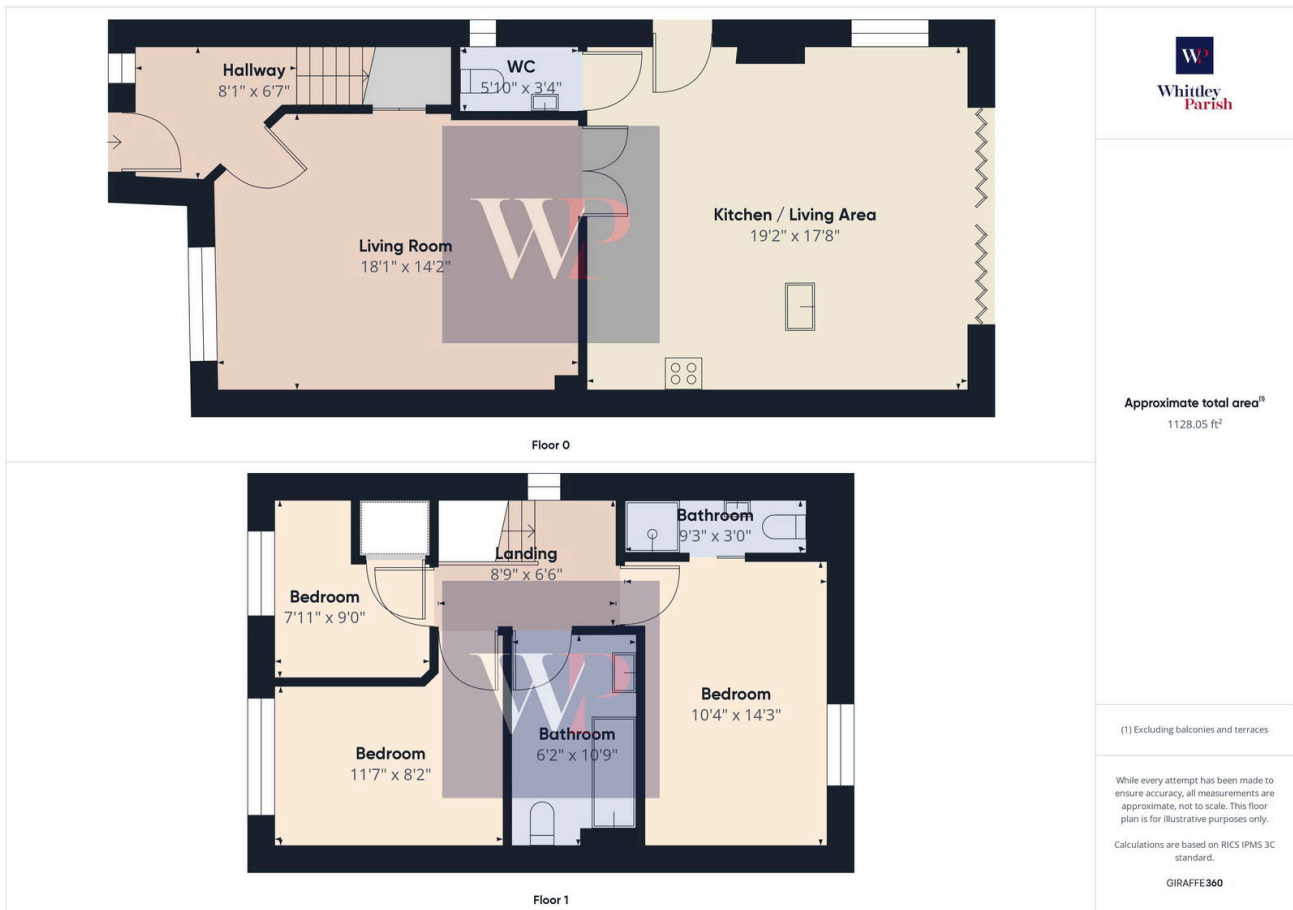 Hallway
8'1" x 6'7"
WC
5'10" x 3'4"
Living Room
18'1" x 14'2"
Kitchen / Living Area
19'2" x 17'8"
WP
Floor 0
Bathroom
9'3" x 3'0"
Landing
8'9" x 6'6"
Bedroom
7'11" x 9'0"
Bedroom
10'4" x 14'3"
Bedroom
11'7" x 8'2"
Bathroom
6'2" x 10'9"
WP
Floor 1
WP
Whittley
Parish
Approximate total area(1)
1128.05 ft²
(1) Excluding balconies and terraces
While every attempt has been made to
ensure accuracy, all measurements are
approximate, not to scale. This floor
plan is for illustrative purposes only.
Calculations are based on RICS IPMS 3C
standard.
GIRAFFE360